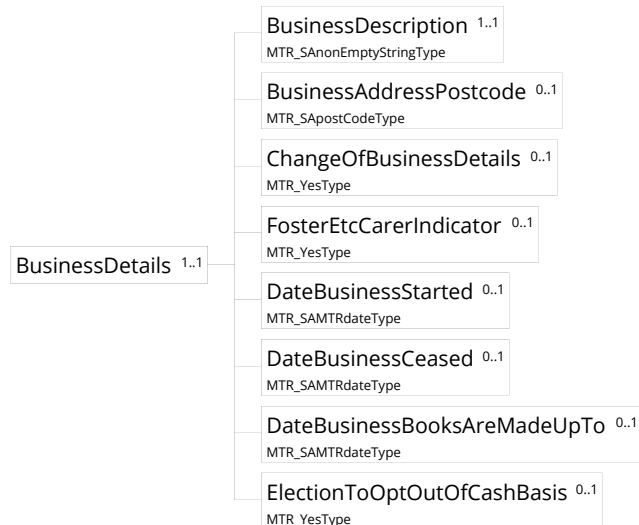 BusinessDescription 1..1
MTR_SAnonEmptyStringType
BusinessAddressPostcode 0..1
MTR_SApostCodeType
ChangeOfBusinessDetails 0..1
MTR_YesType
FosterEtcCarerIndicator 0..1
MTR_YesType
BusinessDetails 1..1
DateBusinessStarted 0..1
MTR_SAMTRdateType
DateBusinessCeased 0..1
MTR_SAMTRdateType
DateBusinessBooksAreMadeUpTo 0..1
MTR_SAMTRdateType
ElectionToOptOutOfCashBasis 0..1
MTR_YesType